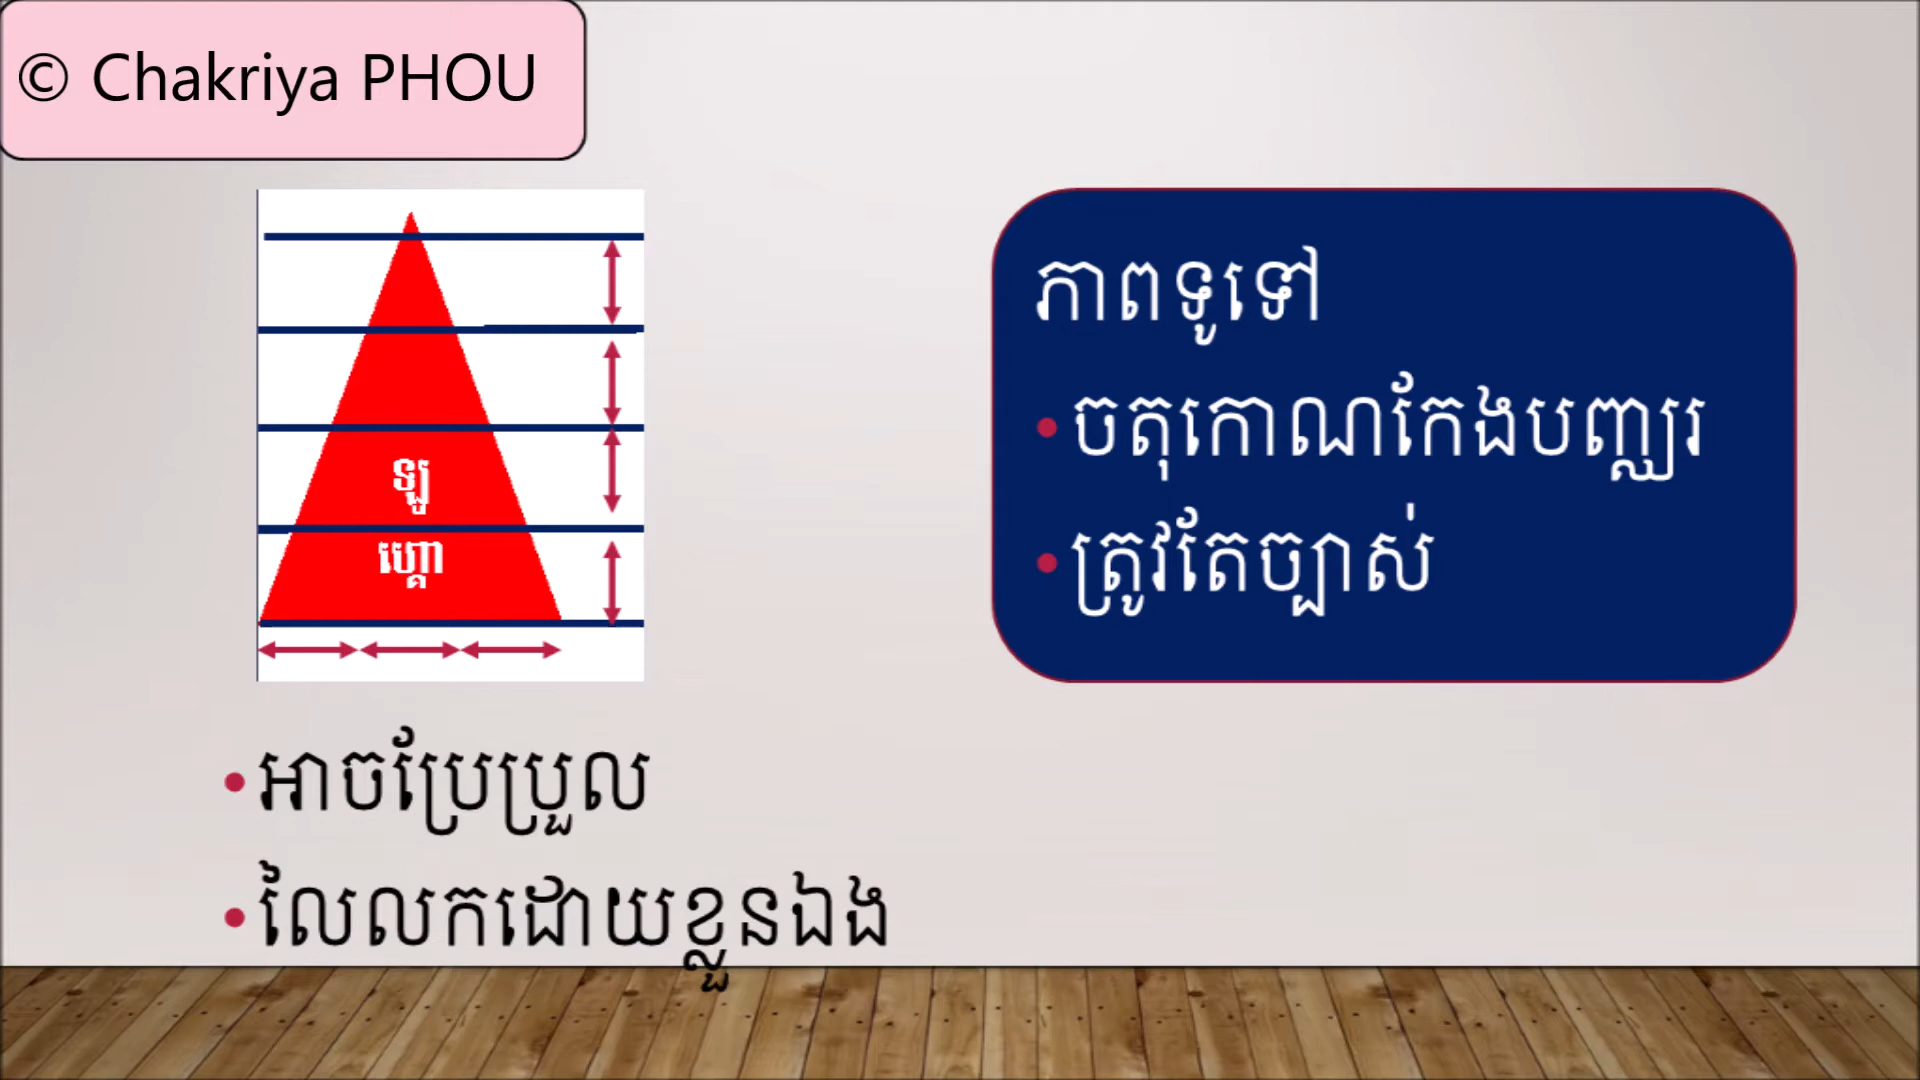 © Chakriya PHOU
ឡូ
ហ្គោ
ភាពទូទៅ
ចតុកោណកែងបញ្ឈរ
ត្រូវតែច្បាស់
អាចប្រែប្រួល
លៃលកដោយខ្លួនឯង